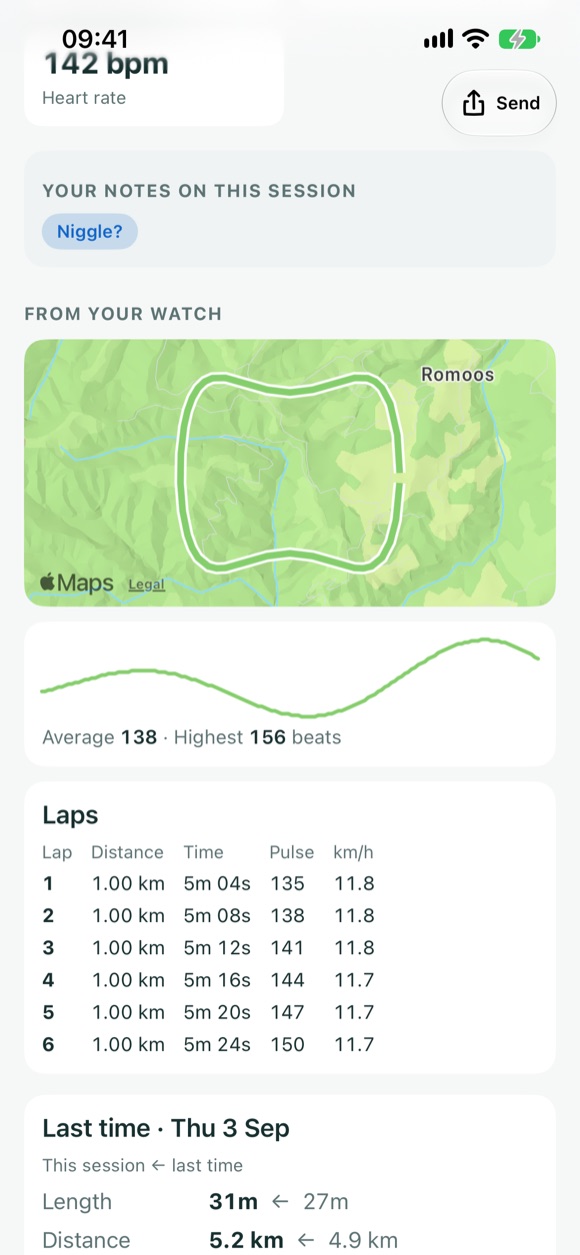 09:41
142 bpm
Heart rate
Send
YOUR NOTES ON THIS SESSION
Niggle?
FROM YOUR WATCH
Romoos
Maps Legal
Average 138 · Highest 156 beats
Laps
Lap Distance Time Pulse km/h
1 1.00 km 5m 04s 135 11.8
2 1.00 km 5m 08s 138 11.8
3 1.00 km 5m 12s 141 11.8
4 1.00 km 5m 16s 144 11.7
5 1.00 km 5m 20s 147 11.7
6 1.00 km 5m 24s 150 11.7
Last time · Thu 3 Sep
This session ← last time
Length 31m ← 27m
Distance 5.2 km ← 4.9 km